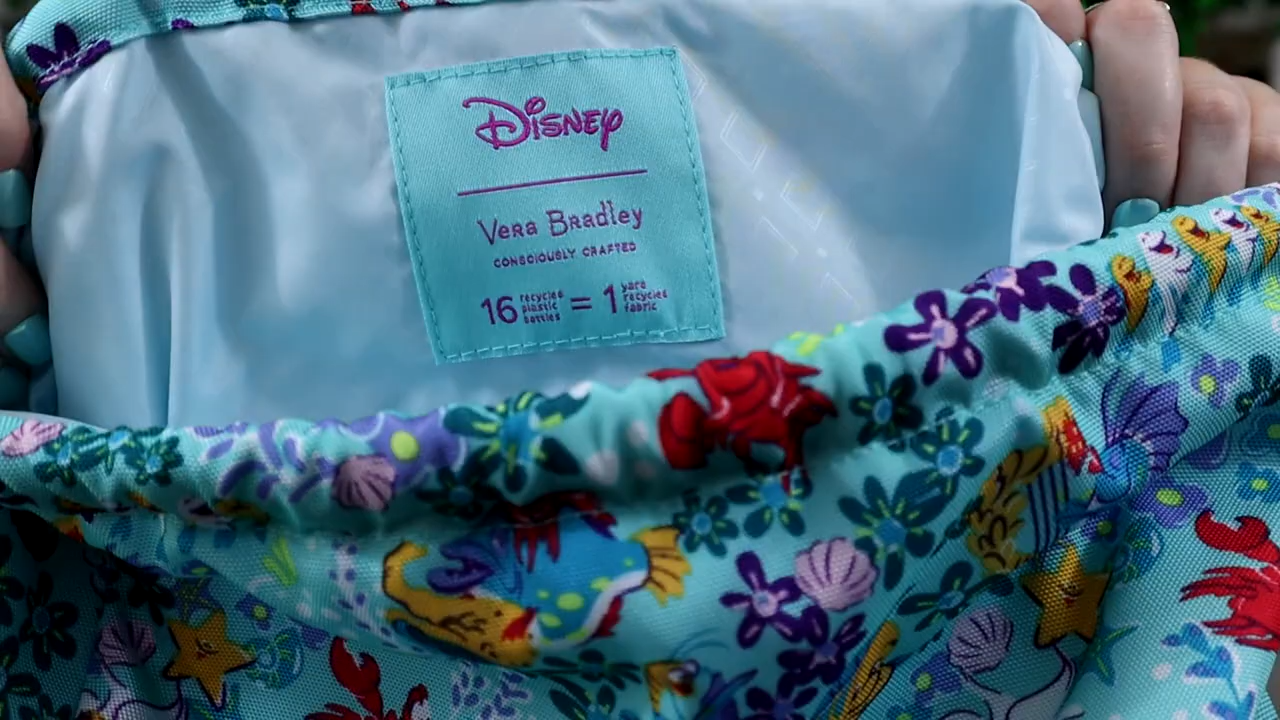 Disney
Vera Bradley
CONSCIOUSLY CRAFTED
16 recycled plastic bottles = 1 yard recycled fabric